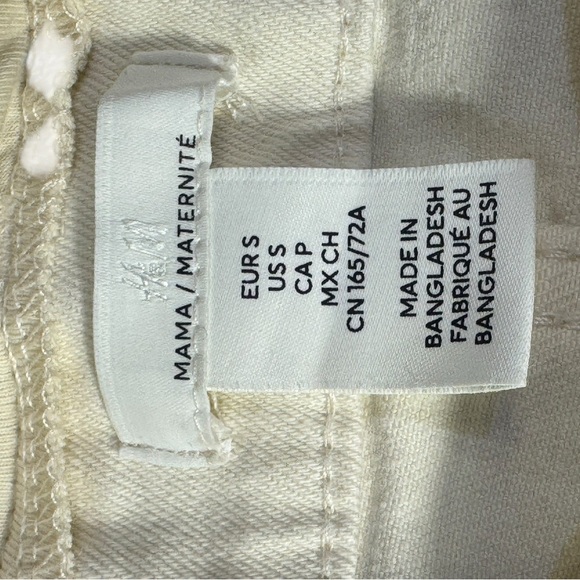 H&M
MAMA / MATERNITÉ
EUR S
US S
CA P
MX CH
CN 165/72A
MADE IN
BANGLADESH
FABRIQUÉ AU
BANGLADESH